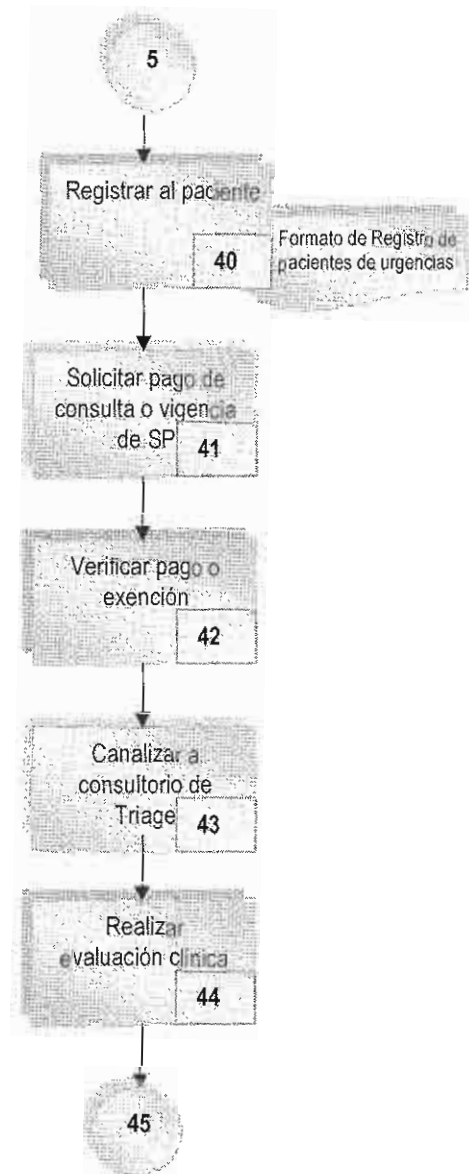 5
Registrar al paciente
40
Formato de Registro de
pacientes de urgencias
Solicitar pago de
consulta o vigencia
de SP
41
Verificar pago o
exención
42
Canalizar a
consultorio de
Triage
43
Realizar
evaluación clínica
44
45